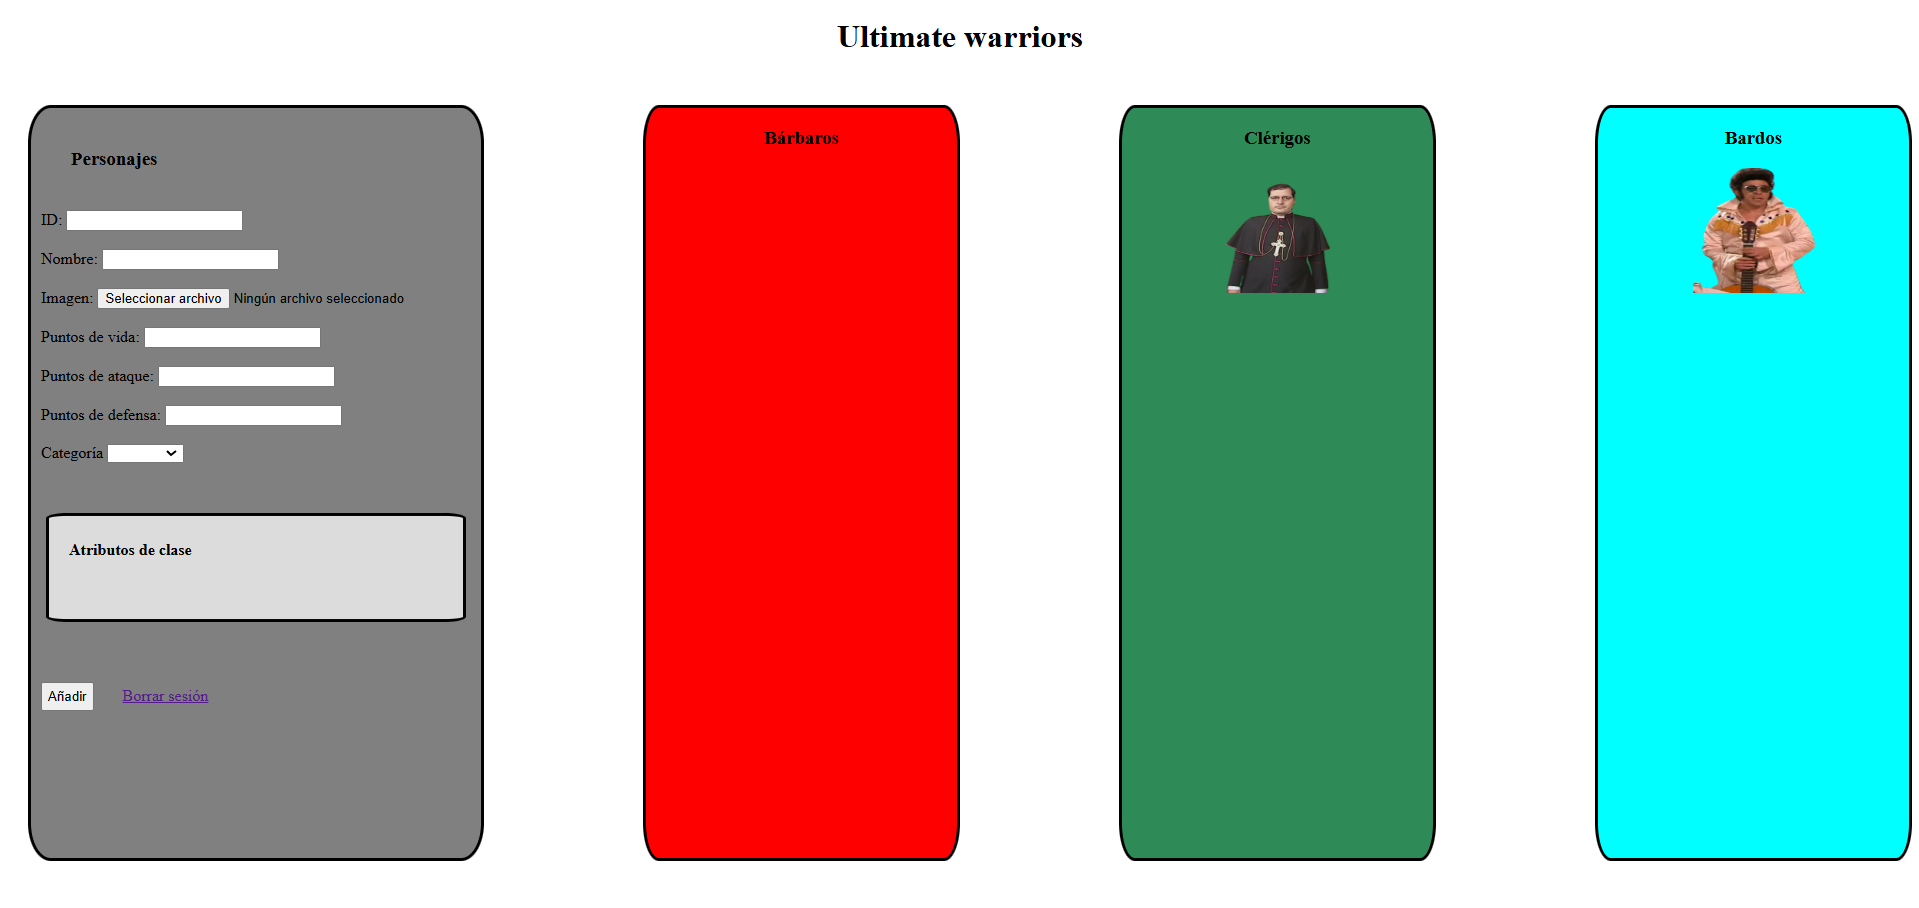 Ultimate warriors
Personajes
ID:
Nombre:
Imagen: Seleccionar archivo Ningún archivo seleccionado
Puntos de vida:
Puntos de ataque:
Puntos de defensa:
Categoría
Atributos de clase
Añadir Borrar sesión
Bárbaros
Clérigos
Bardos